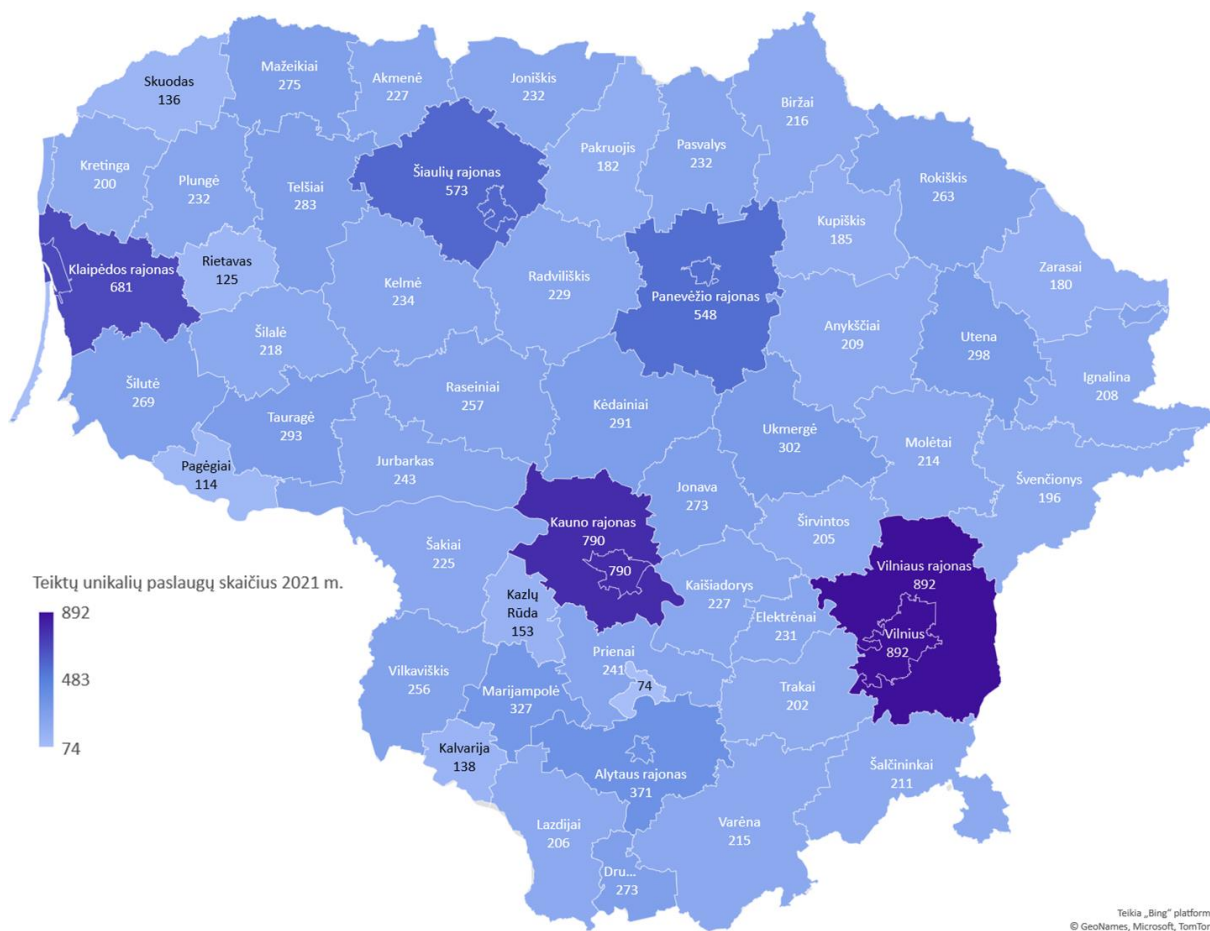 Skuodas
136
Mažeikiai
275
Akmenė
227
Joniškis
232
Biržai
216
Pakruojis
182
Pasvalys
232
Kretinga
200
Plungė
232
Telšiai
283
Šiaulių rajonas
573
Rokiškis
263
Kupiškis
185
Klaipėdos rajonas
681
Rietavas
125
Kelmė
234
Radviliškis
229
Panevėžio rajonas
548
Zarasai
180
Anykščiai
209
Utena
298
Šilalė
218
Ignalina
208
Šilutė
269
Raseiniai
257
Kėdainiai
291
Tauragė
293
Ukmergė
302
Molėtai
214
Pagėgiai
114
Jurbarkas
243
Jonava
273
Švenčionys
196
Kauno rajonas
790
790
Širvintos
205
Šakiai
225
Vilniaus rajonas
892
Teiktų unikalių paslaugų skaičius 2021 m.
892
483
74
Kazlų
Rūda
153
Kaišiadorys
227
Elektrėnai
231
Vilnius
892
Vilkaviškis
256
Prienai
241
74
Marijampolė
327
Trakai
202
Kalvarija
138
Alytaus rajonas
371
Šalčininkai
211
Lazdijai
206
Varėna
215
Dru...
273
Teikia „Bing" platform
© GeoNames, Microsoft, TomTom